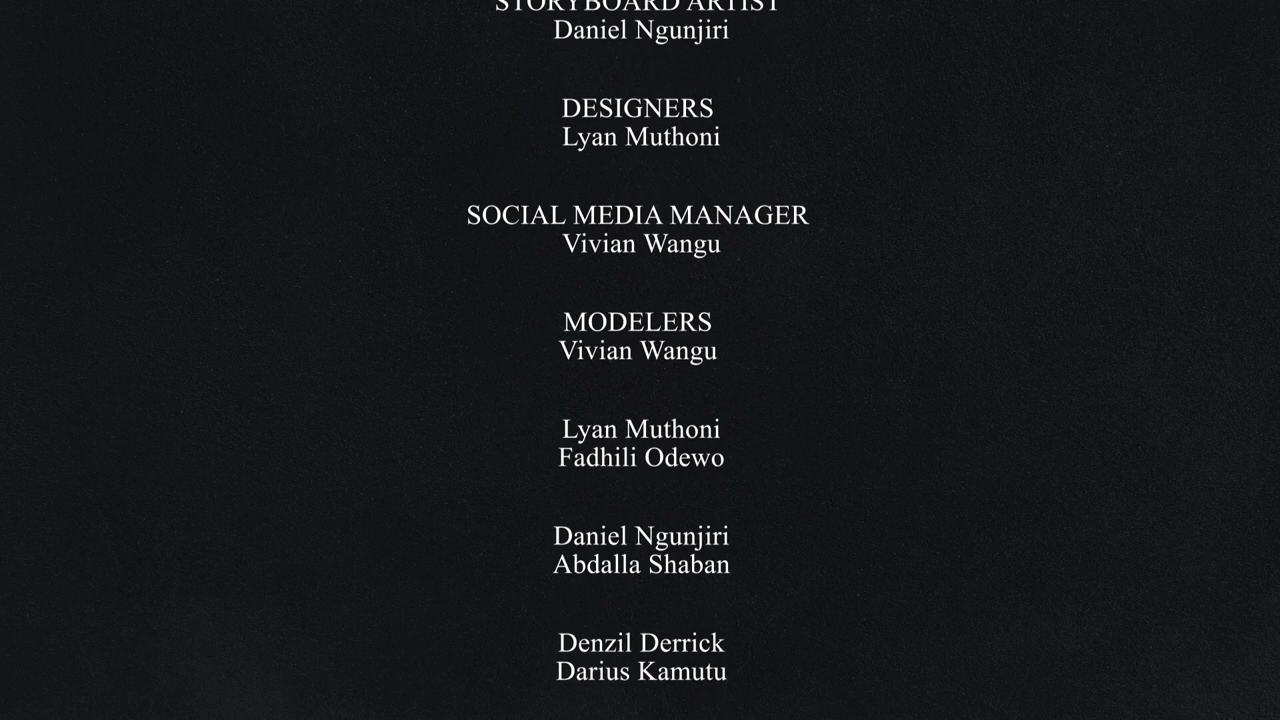 STORYBOARD ARTIST
Daniel Ngunjiri
DESIGNERS
Lyan Muthoni
SOCIAL MEDIA MANAGER
Vivian Wangu
MODELERS
Vivian Wangu
Lyan Muthoni
Fadhili Odewo
Daniel Ngunjiri
Abdalla Shaban
Denzil Derrick
Darius Kamutu